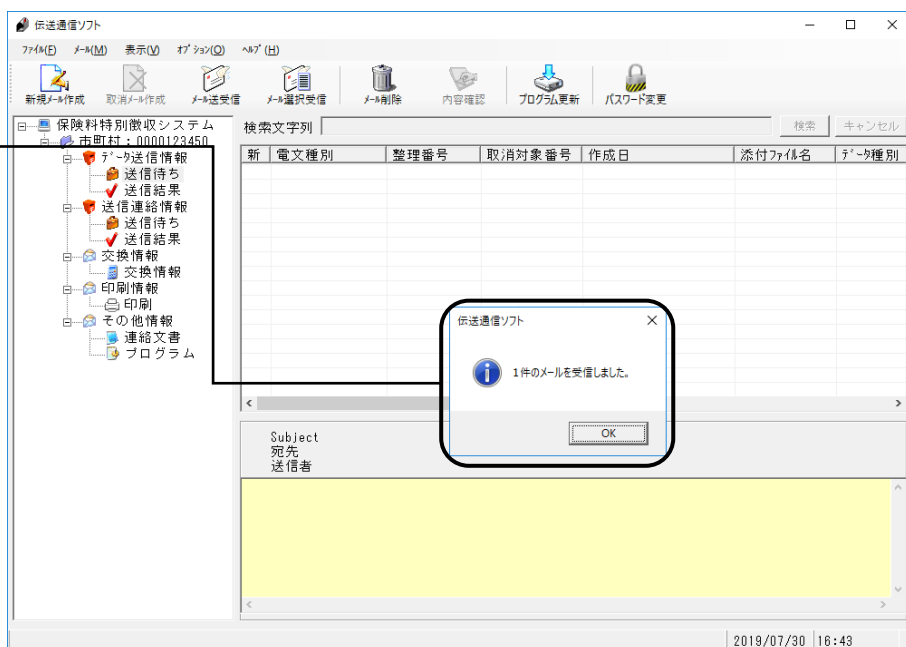 伝送通信ソフト
ファイル(F) メール(M) 表示(V) オプション(O) ヘルプ(H)
新規メール作成 取消メール作成 メール送受信 メール選択受信 メール削除 内容確認 プログラム更新 パスワード変更
保険料特別徴収システム
市町村：0000123450
データ送信情報
送信待ち
送信結果
送信連絡情報
送信待ち
送信結果
交換情報
交換情報
印刷情報
印刷
その他情報
連絡文書
プログラム
検索文字列 検索 キャンセル
新 電文種別 整理番号 取消対象番号 作成日 添付ファイル名 データ種別
伝送通信ソフト
1件のメールを受信しました。
OK
Subject
宛先
送信者
2019/07/30 16:43